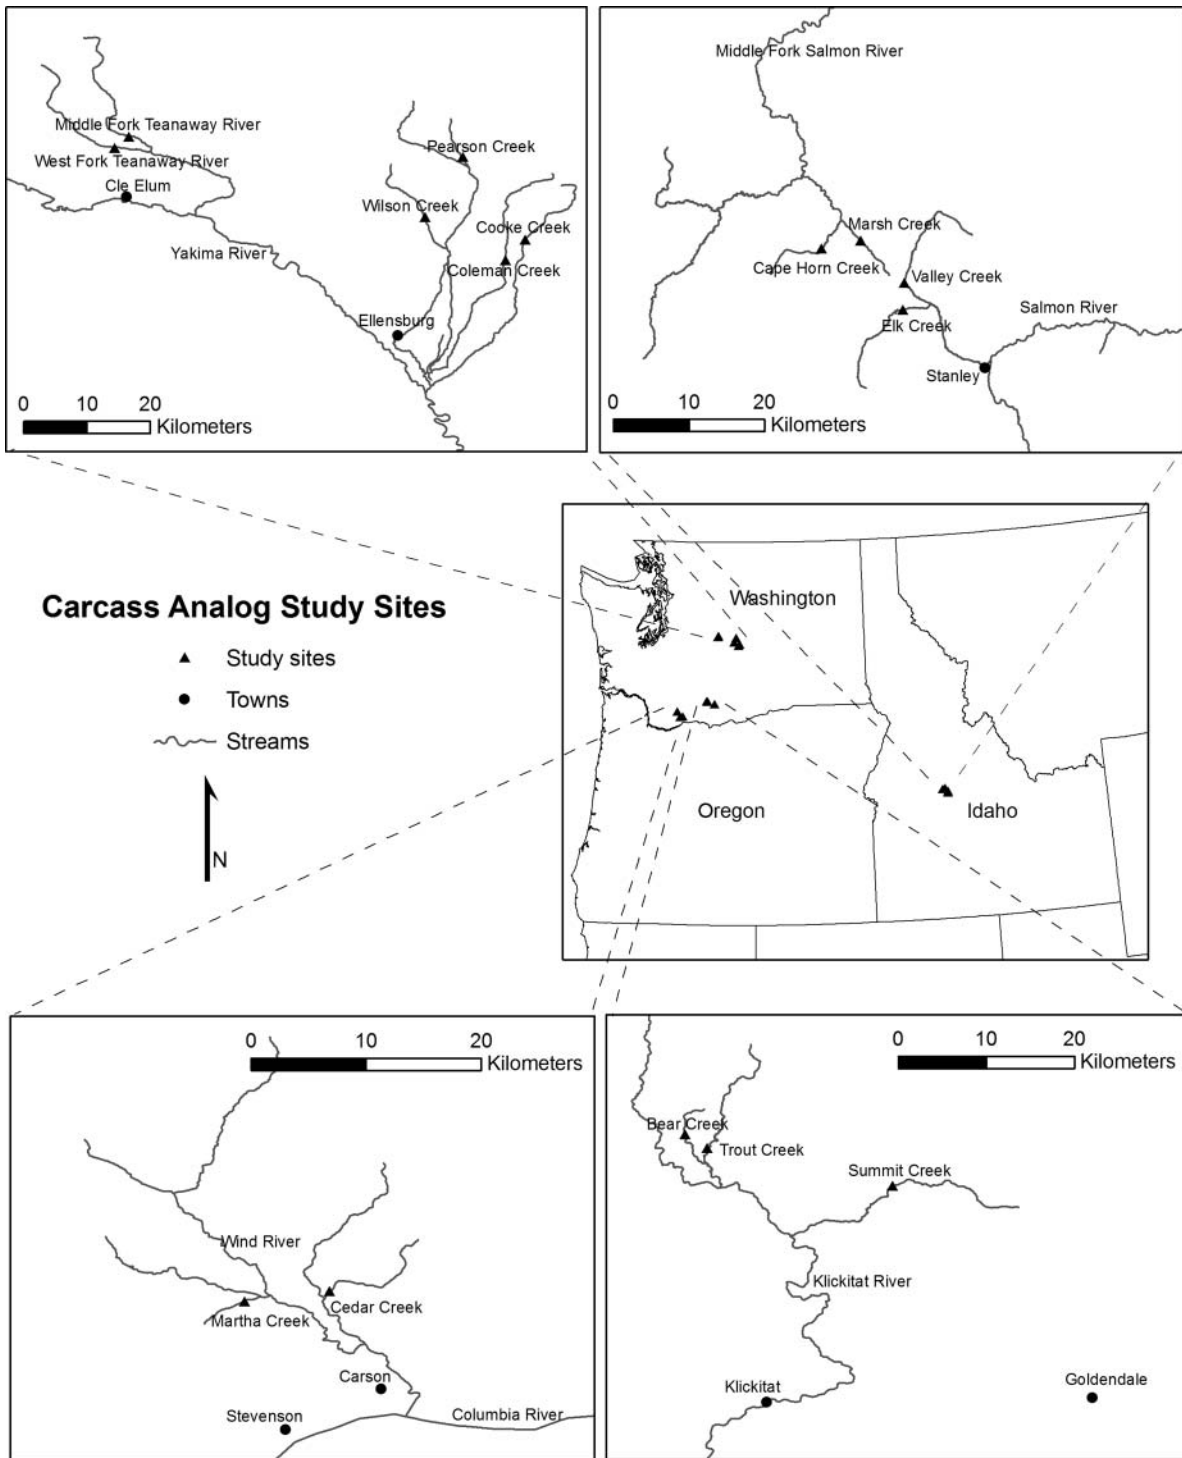 Middle Fork Teanaway River
West Fork Teanaway River
Cle Elum
Yakima River
Pearson Creek
Wilson Creek
Cooke Creek
Coleman Creek
Ellensburg
0 10 20
Kilometers
Middle Fork Salmon River
Marsh Creek
Cape Horn Creek
Valley Creek
Elk Creek
Salmon River
Stanley
0 10 20
Kilometers
Carcass Analog Study Sites
Study sites
Towns
Streams
N
Washington
Oregon
Idaho
0 10 20
Kilometers
Wind River
Martha Creek
Cedar Creek
Carson
Stevenson
Columbia River
0 10 20
Kilometers
Bear Creek
Trout Creek
Summit Creek
Klickitat River
Klickitat
Goldendale